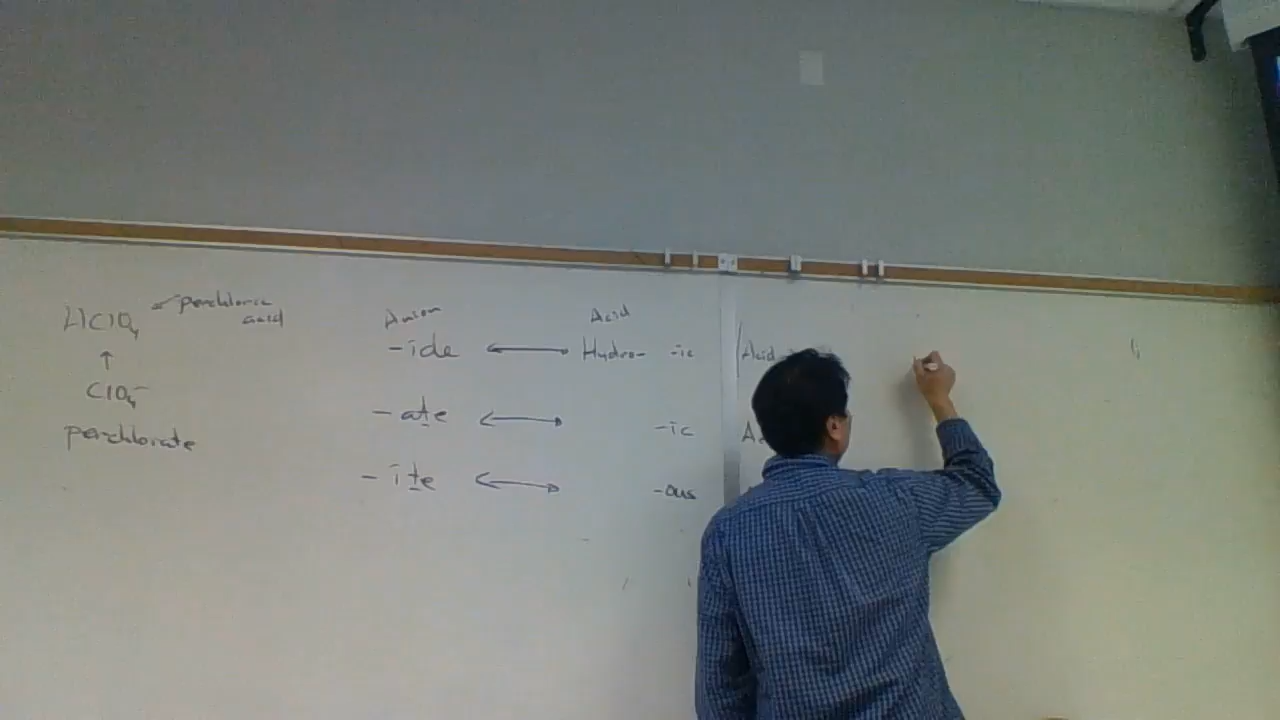 HClO4 ← perchloric acid
↑
ClO4-
perchlorate
Anion Acid
-ide ⟷ Hydro- -ic Acid
-ate ⟷ -ic
-ite ⟷ -ous